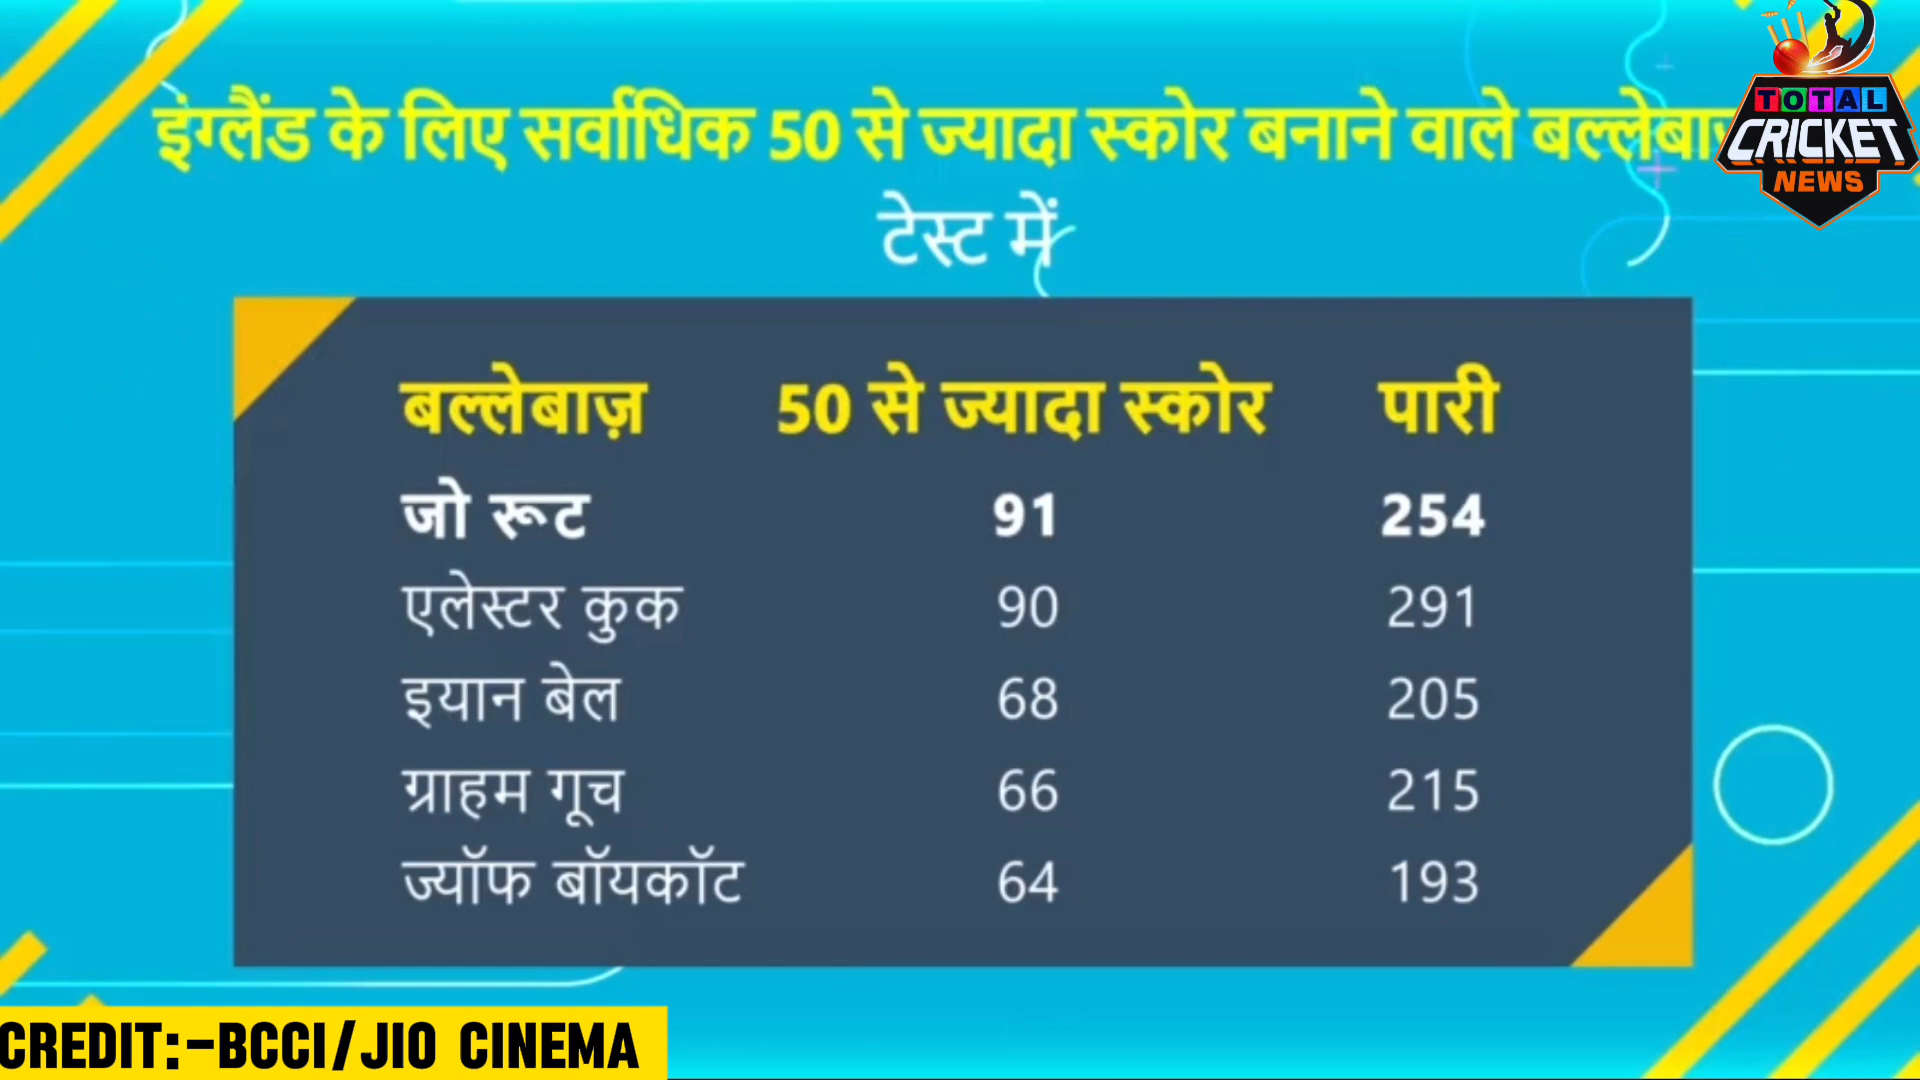 इंग्लैंड के लिए सर्वाधिक 50 से ज्यादा स्कोर बनाने वाले
टेस्ट में
TOTAL
CRICKET
NEWS
बल्लेबाज़ 50 से ज्यादा स्कोर पारी
जो रूट 91 254
एलेस्टर कुक 90 291
इयान बेल 68 205
ग्राहम गूच 66 215
ज्यॉफ बॉयकॉट 64 193
CREDIT:-BCCI/JIO CINEMA